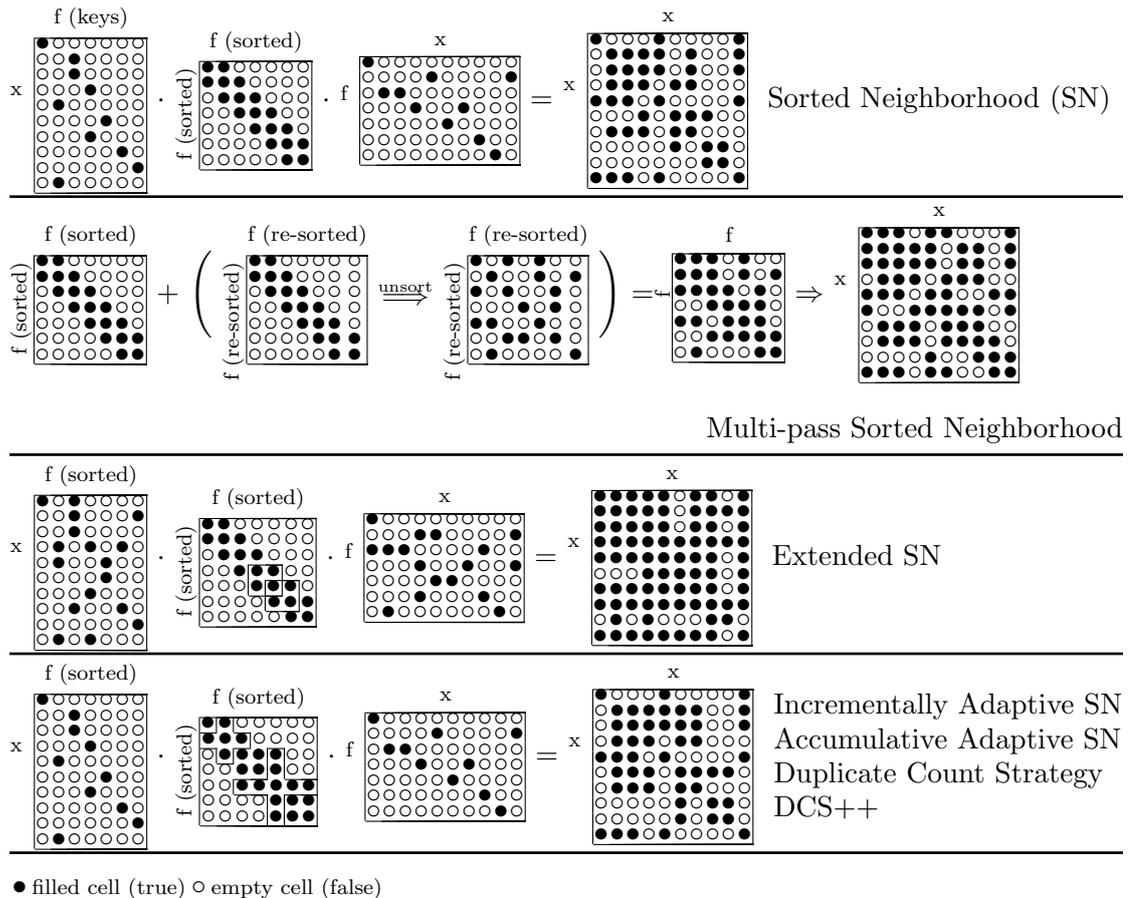 f (keys)
x
f (sorted)
f (sorted)
·
x
· f
=
x
x
Sorted Neighborhood (SN)
f (sorted)
f (sorted)
+
(
f (re-sorted)
f (re-sorted)
unsort
⟹
f (re-sorted)
f (re-sorted)
)
=
f
f
⇒
x
x
Multi-pass Sorted Neighborhood
f (sorted)
x
·
f (sorted)
f (sorted)
· f
x
=
x
x
Extended SN
f (sorted)
x
·
f (sorted)
f (sorted)
· f
x
=
x
x
Incrementally Adaptive SN
Accumulative Adaptive SN
Duplicate Count Strategy
DCS++
● filled cell (true) ○ empty cell (false)